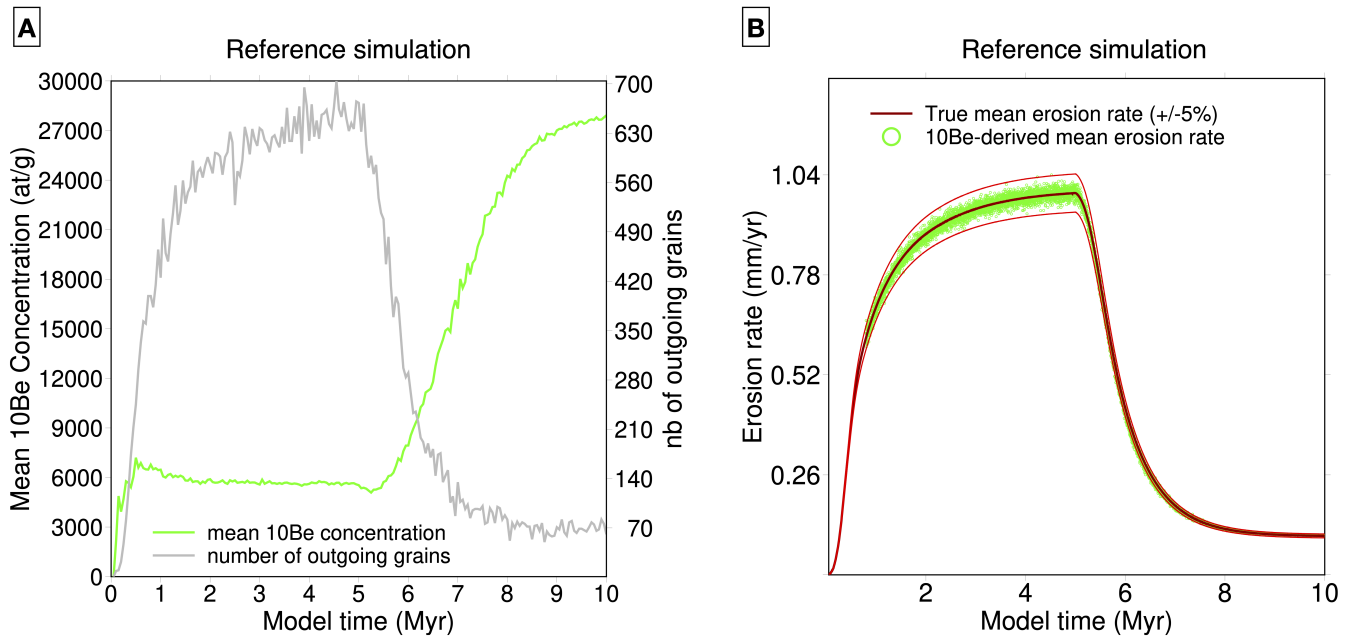 A
Reference simulation
Mean 10Be Concentration (at/g)
30000
27000
24000
21000
18000
15000
12000
9000
6000
3000
0
700
630
560
490
420
350
280
210
140
70
nb of outgoing grains
mean 10Be concentration
number of outgoing grains
0 1 2 3 4 5 6 7 8 9 10
Model time (Myr)
B
Reference simulation
True mean erosion rate (+/-5%)
10Be-derived mean erosion rate
Erosion rate (mm/yr)
1.04
0.78
0.52
0.26
2 4 6 8 10
Model time (Myr)